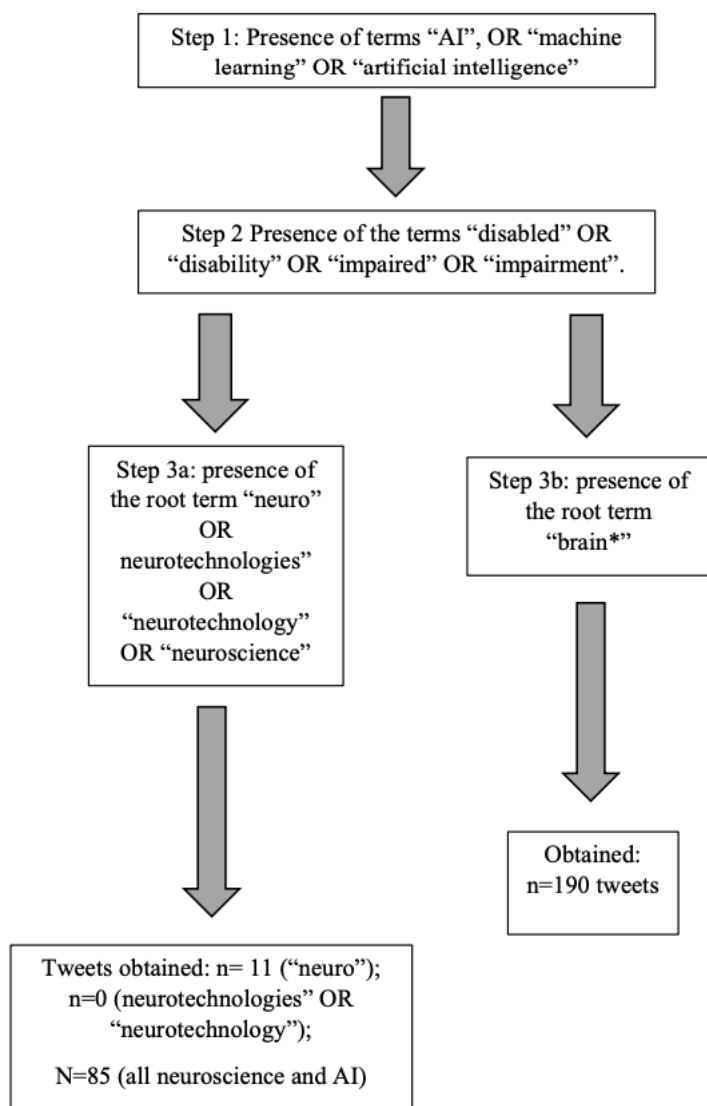 Step 1: Presence of terms “AI”, OR “machine
learning” OR “artificial intelligence”
Step 2 Presence of the terms “disabled” OR
“disability” OR “impaired” OR “impairment”.
Step 3a: presence of
the root term “neuro”
OR
neurotechnologies”
OR
“neurotechnology”
OR “neuroscience”
Step 3b: presence of
the root term
“brain*”
Obtained:
n=190 tweets
Tweets obtained: n= 11 (“neuro”);
n=0 (neurotechnologies” OR
“neurotechnology”);
N=85 (all neuroscience and AI)